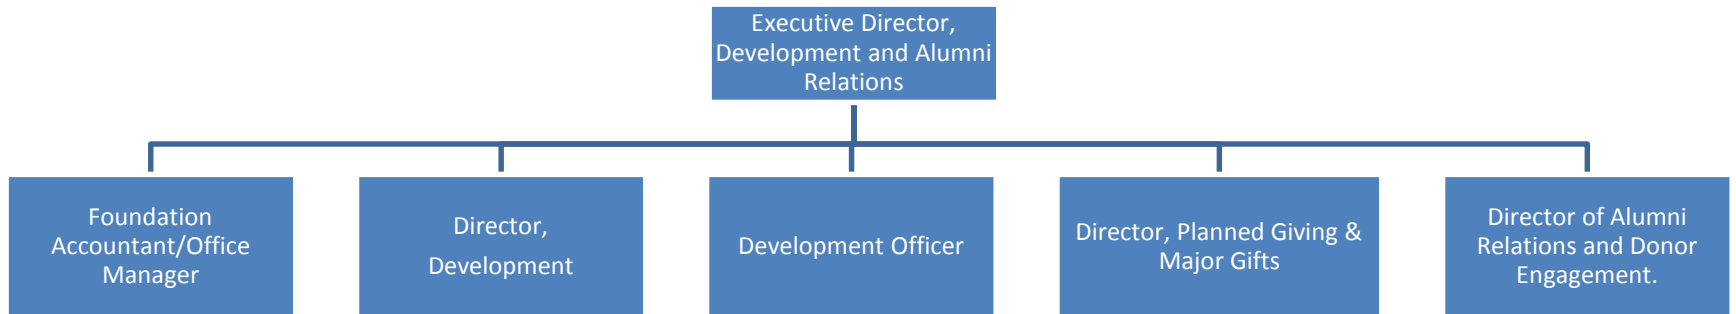 Executive Director,
Development and Alumni
Relations
Foundation
Accountant/Office
Manager
Director,
Development
Development Officer
Director, Planned Giving &
Major Gifts
Director of Alumni
Relations and Donor
Engagement.